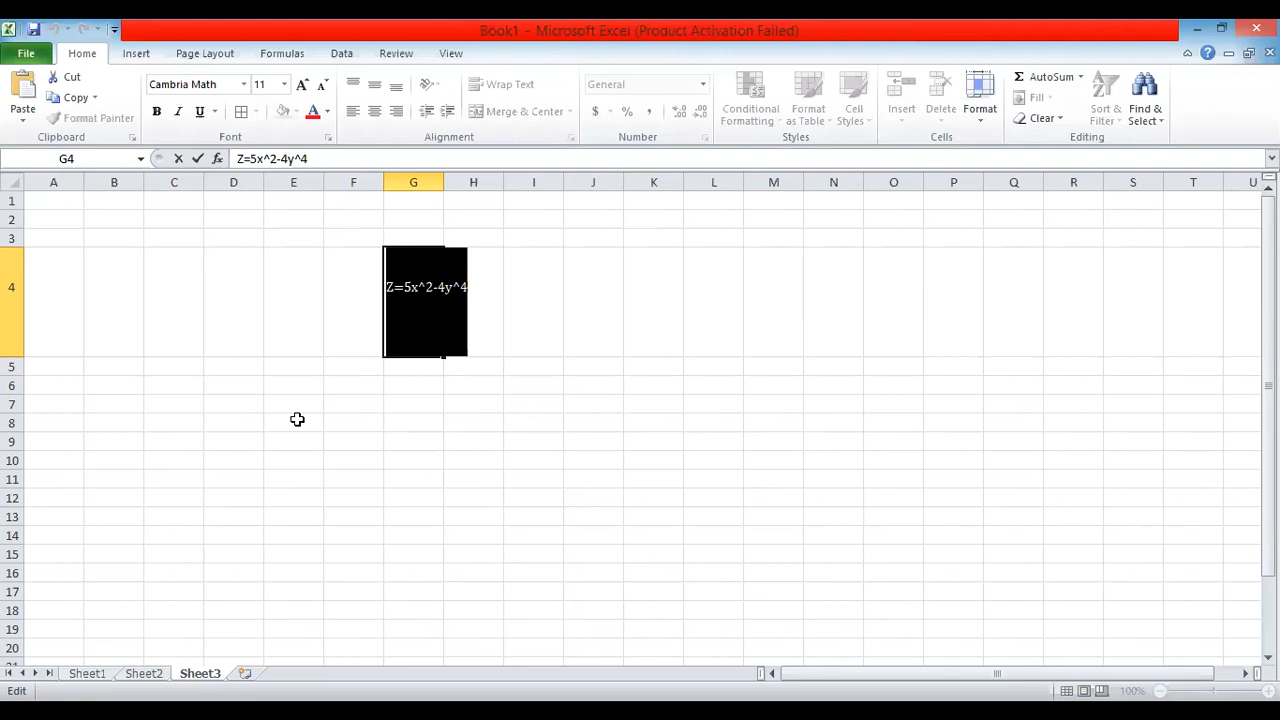 Book1 - Microsoft Excel (Product Activation Failed)
File Home Insert Page Layout Formulas Data Review View
Paste
Cut
Copy
Format Painter
Clipboard
Cambria Math 11
B I U
Font
Wrap Text
Merge & Center
Alignment
General
$ % ,
Number
Conditional Formatting
Format as Table
Cell Styles
Styles
Insert Delete Format
Cells
AutoSum
Fill
Clear
Sort & Filter
Find & Select
Editing
G4 fx Z=5x^2-4y^4
A B C D E F G H I J K L M N O P Q R S T U
1
2
3
4 Z=5x^2-4y^4
5
6
7
8
9
10
11
12
13
14
15
16
17
18
19
20
21
Sheet1 Sheet2 Sheet3
Edit 100%